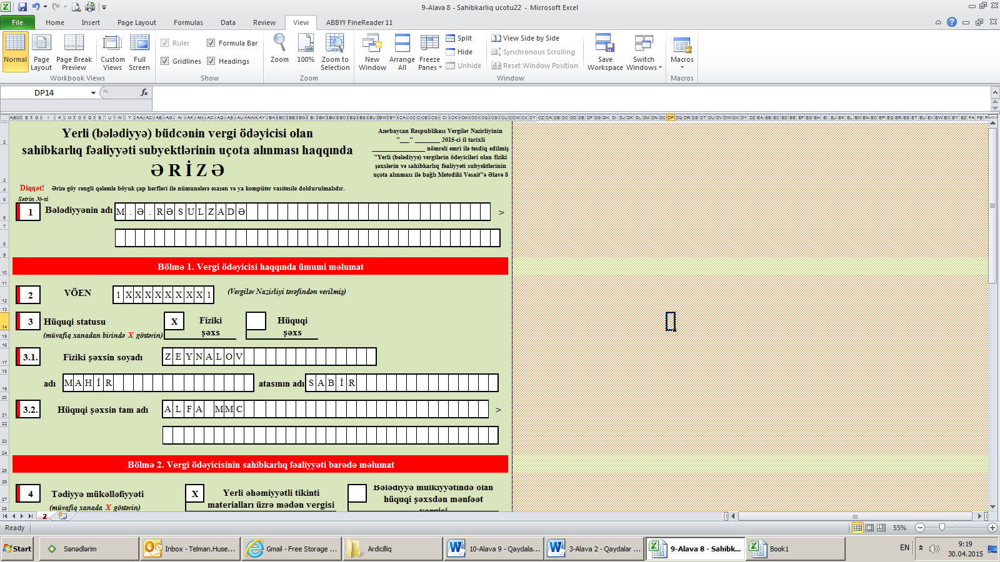 9-Alava 8 - Sahibkarliq ucotu22 - Microsoft Excel
File Home Insert Page Layout Formulas Data Review View ABBYY FineReader 11
Normal Page Layout Page Break Preview Custom Views Full Screen
Workbook Views
Ruler Formula Bar
Gridlines Headings
Show
Zoom 100% Zoom to Selection
Zoom
New Window Arrange All Freeze Panes
Split
Hide
Unhide
View Side by Side
Synchronous Scrolling
Reset Window Position
Window
Save Workspace Switch Windows
Macros
Macros
DP14 fx
Yerli (bələdiyyə) büdcənin vergi ödəyicisi olan
sahibkarlıq fəaliyyəti subyektlərinin uçota alınması haqqında
Ə R İ Z Ə
Azərbaycan Respublikası Vergilər Nazirliyinin
"___" ________ 2015-ci il tarixli
________________ nömrəli əmri ilə təsdiq edilmiş
"Yerli (bələdiyyə) vergilərin ödəyiciləri olan fiziki
şəxslərin və sahibkarlıq fəaliyyəti subyektlərinin
uçota alınması ilə bağlı Metodiki Vəsait"ə Əlavə 8
Diqqət! Ərizə göy rəngli qələmlə böyük çap hərfləri ilə nümunələrə əsasən və ya kompüter vasitəsilə doldurulmalıdır.
Sətrin №-si
1 Bələdiyyənin adı M . Ə . R Ə S U L Z A D Ə >
Bölmə 1. Vergi ödəyicisi haqqında ümumi məlumat
2 VÖEN 1 X X X X X X X X 1 (Vergilər Nazirliyi tərəfindən verilmiş)
3 Hüquqi statusu X Fiziki şəxs Hüquqi şəxs
(müvafiq xanadan birində X göstərin)
3.1. Fiziki şəxsin soyadı Z E Y N A L O V
adı M A H İ R atasının adı S A B İ R
3.2. Hüquqi şəxsin tam adı A L F A M M C >
Bölmə 2. Vergi ödəyicisinin sahibkarlıq fəaliyyəti barədə məlumat
4 Tədiyyə mükəlləfiyyəti X Yerli əhəmiyyətli tikinti materialları üzrə mədən vergisi Bələdiyyə mülkiyyətində olan hüquqi şəxsdən mənfəət vergisi
(müvafiq xanada X göstərin)
2
Ready 55%
Start Sənədlərim Inbox - Telman.Huse... Gmail - Free Storage ... Ardicilliq 10-Alava 9 - Qaydala... 3-Alava 2 - Qaydalar ... 9-Alava 8 - Sahibk... Book1 EN 9:19
30.04.2015